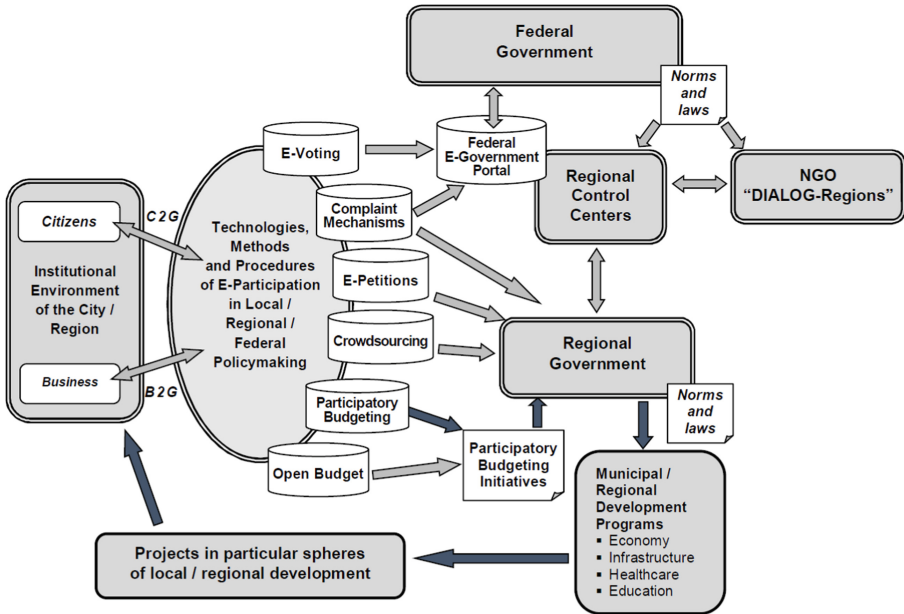 Federal
Government
Norms
and
laws
E-Voting
Federal
E-Government
Portal
Regional
Control
Centers
NGO
“DIALOG-Regions”
Citizens
C2G
Complaint
Mechanisms
Technologies,
Methods
and Procedures
of E-Participation
in Local /
Regional /
Federal
Policymaking
Institutional
Environment
of the City /
Region
E-Petitions
Crowdsourcing
Regional
Government
Business
B2G
Participatory
Budgeting
Norms
and
laws
Open Budget
Participatory
Budgeting
Initiatives
Municipal /
Regional
Development
Programs
▪ Economy
▪ Infrastructure
▪ Healthcare
▪ Education
Projects in particular spheres
of local / regional development